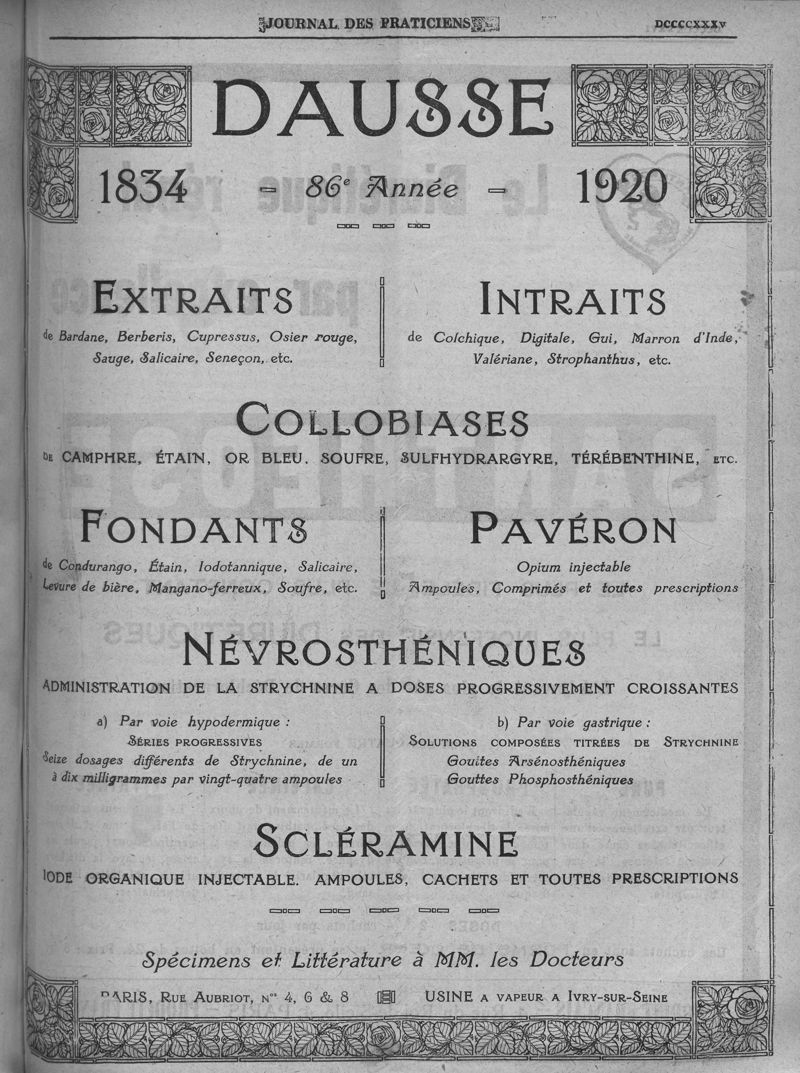 JOURNAL DES PRATICIENS
DCCCCXXXV
DAUSSE
1834 - 86e Année - 1920
EXTRAITS
de Bardane, Berberis, Cupressus, Osier rouge,
Sauge, Salicaire, Seneçon, etc.
INTRAITS
de Colchique, Digitale, Gui, Marron d'Inde,
Valériane, Strophanthus, etc.
COLLOBIASES
DE CAMPHRE, ÉTAIN, OR BLEU. SOUFRE, SULFHYDRARGYRE, TÉRÉBENTHINE, ETC.
FONDANTS
de Condurango, Étain, Iodotannique, Salicaire,
Levure de bière, Mangano-ferreux, Soufre, etc.
PAVÉRON
Opium injectable
Ampoules, Comprimés et toutes prescriptions
NÉVROSTHÉNIQUES
ADMINISTRATION DE LA STRYCHNINE A DOSES PROGRESSIVEMENT CROISSANTES
a) Par voie hypodermique :
SÉRIES PROGRESSIVES
Seize dosages différents de Strychnine, de un
à dix milligrammes par vingt-quatre ampoules
b) Par voie gastrique :
SOLUTIONS COMPOSÉES TITRÉES DE STRYCHNINE
Gouttes Arsénosthéniques
Gouttes Phosphosthéniques
SCLÉRAMINE
IODE ORGANIQUE INJECTABLE. AMPOULES, CACHETS ET TOUTES PRESCRIPTIONS
Spécimens et Littérature à MM. les Docteurs
PARIS, RUE AUBRIOT, Nos 4, 6 & 8 USINE A VAPEUR A IVRY-SUR-SEINE